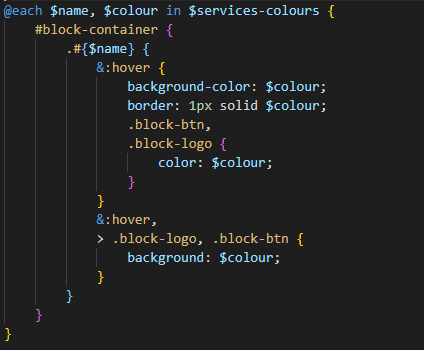 @each $name, $colour in $services-colours {
    #block-container {
        .#{$name} {
            &:hover {
                background-color: $colour;
                border: 1px solid $colour;
                .block-btn,
                .block-logo {
                    color: $colour;
                }
            }
            &:hover,
            > .block-logo, .block-btn {
                background: $colour;
            }
        }
    }
}